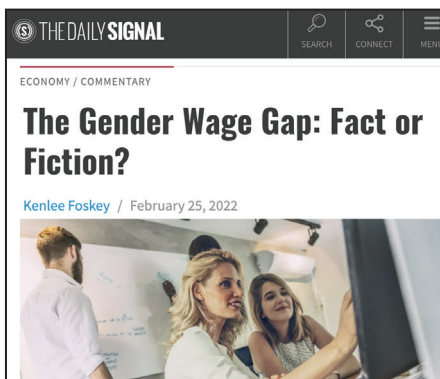 THE DAILY SIGNAL
SEARCH
CONNECT
MENU
ECONOMY / COMMENTARY
The Gender Wage Gap: Fact or
Fiction?
Kenlee Foskey / February 25, 2022